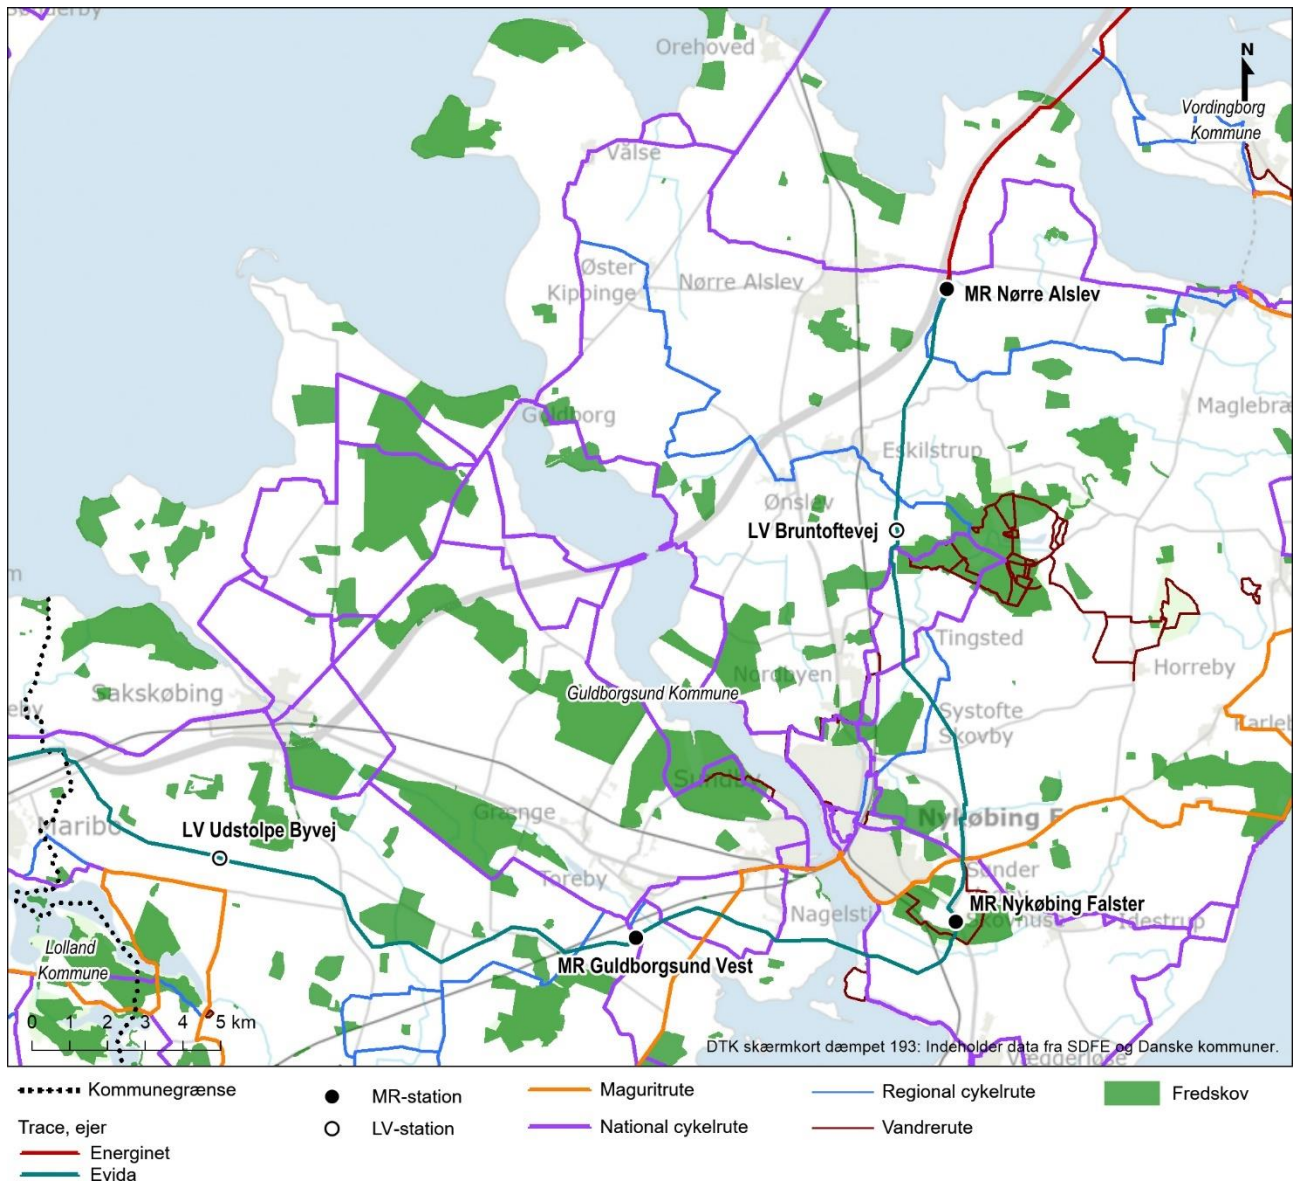 Orehoved
N
Vordingborg
Kommune
Vålse
Øster
Kippinge
Nørre Alslev
MR Nørre Alslev
Guldborg
Maglebræ
Eskilstrup
Ønslev
LV Bruntoftevej
Tingsted
Horreby
Nordbyen
Sakskøbing
Guldborgsund Kommune
Systofte
Skovby
Karleb
Sundby
Grænge
Nykøbing F
Maribo
LV Udstolpe Byvej
Toreby
Sønder
Nagelsti
MR Nykøbing Falster
Idestrup
Lolland
Kommune
MR Guldborgsund Vest
0 1 2 3 4 5 km
DTK skærmkort dæmpet 193: Indeholder data fra SDFE og Danske kommuner.
Væggerløse
Kommunegrænse
MR-station
Maguritrute
Regional cykelrute
Fredskov
Trace, ejer
LV-station
National cykelrute
Vandrerute
Energinet
Evida